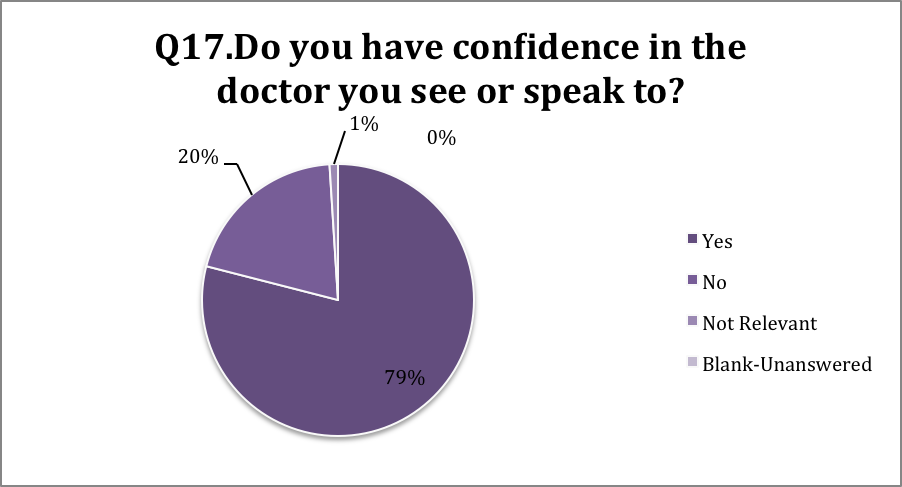 Q17.Do you have confidence in the
doctor you see or speak to?
1%
0%
20%
79%
Yes
No
Not Relevant
Blank-Unanswered